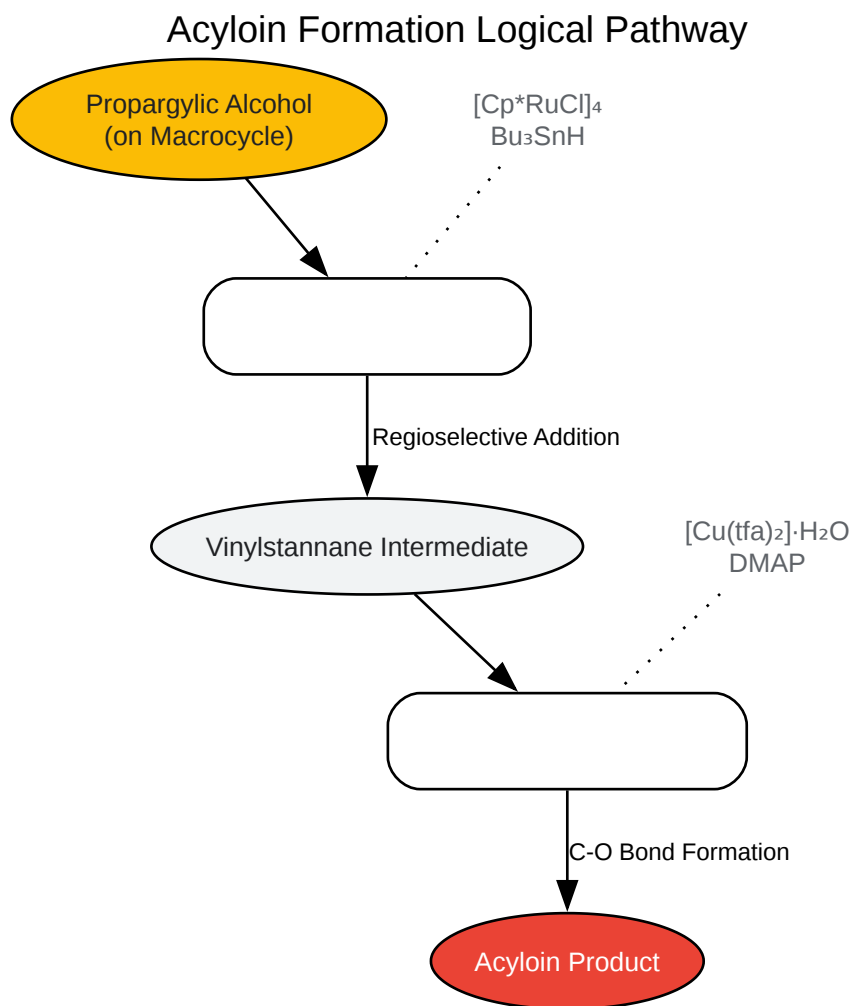 Acyloin Formation Logical Pathway
Propargylic Alcohol
(on Macrocycle)
[Cp*RuCl]₄
Bu₃SnH
Regioselective Addition
Vinylstannane Intermediate
[Cu(tfa)₂]·H₂O
DMAP
C-O Bond Formation
Acyloin Product